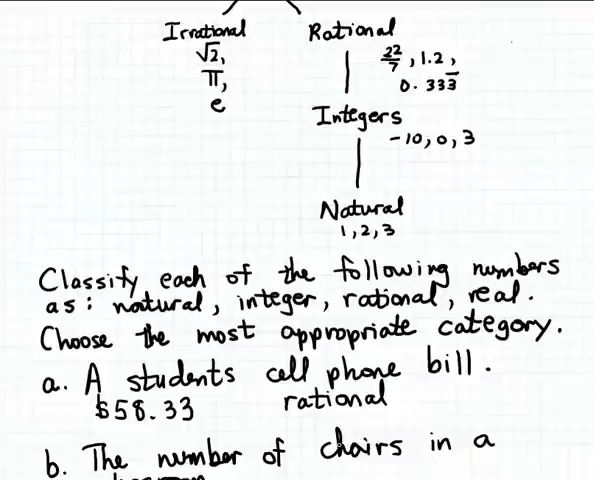 Irrational Rational
√2, 22/7, 1.2,
π, 0.333̅
e
Integers
-10, 0, 3
Natural
1, 2, 3
Classify each of the following numbers
as: natural, integer, rational, real.
Choose the most appropriate category.
a. A students cell phone bill.
$58.33 rational
b. The number of chairs in a